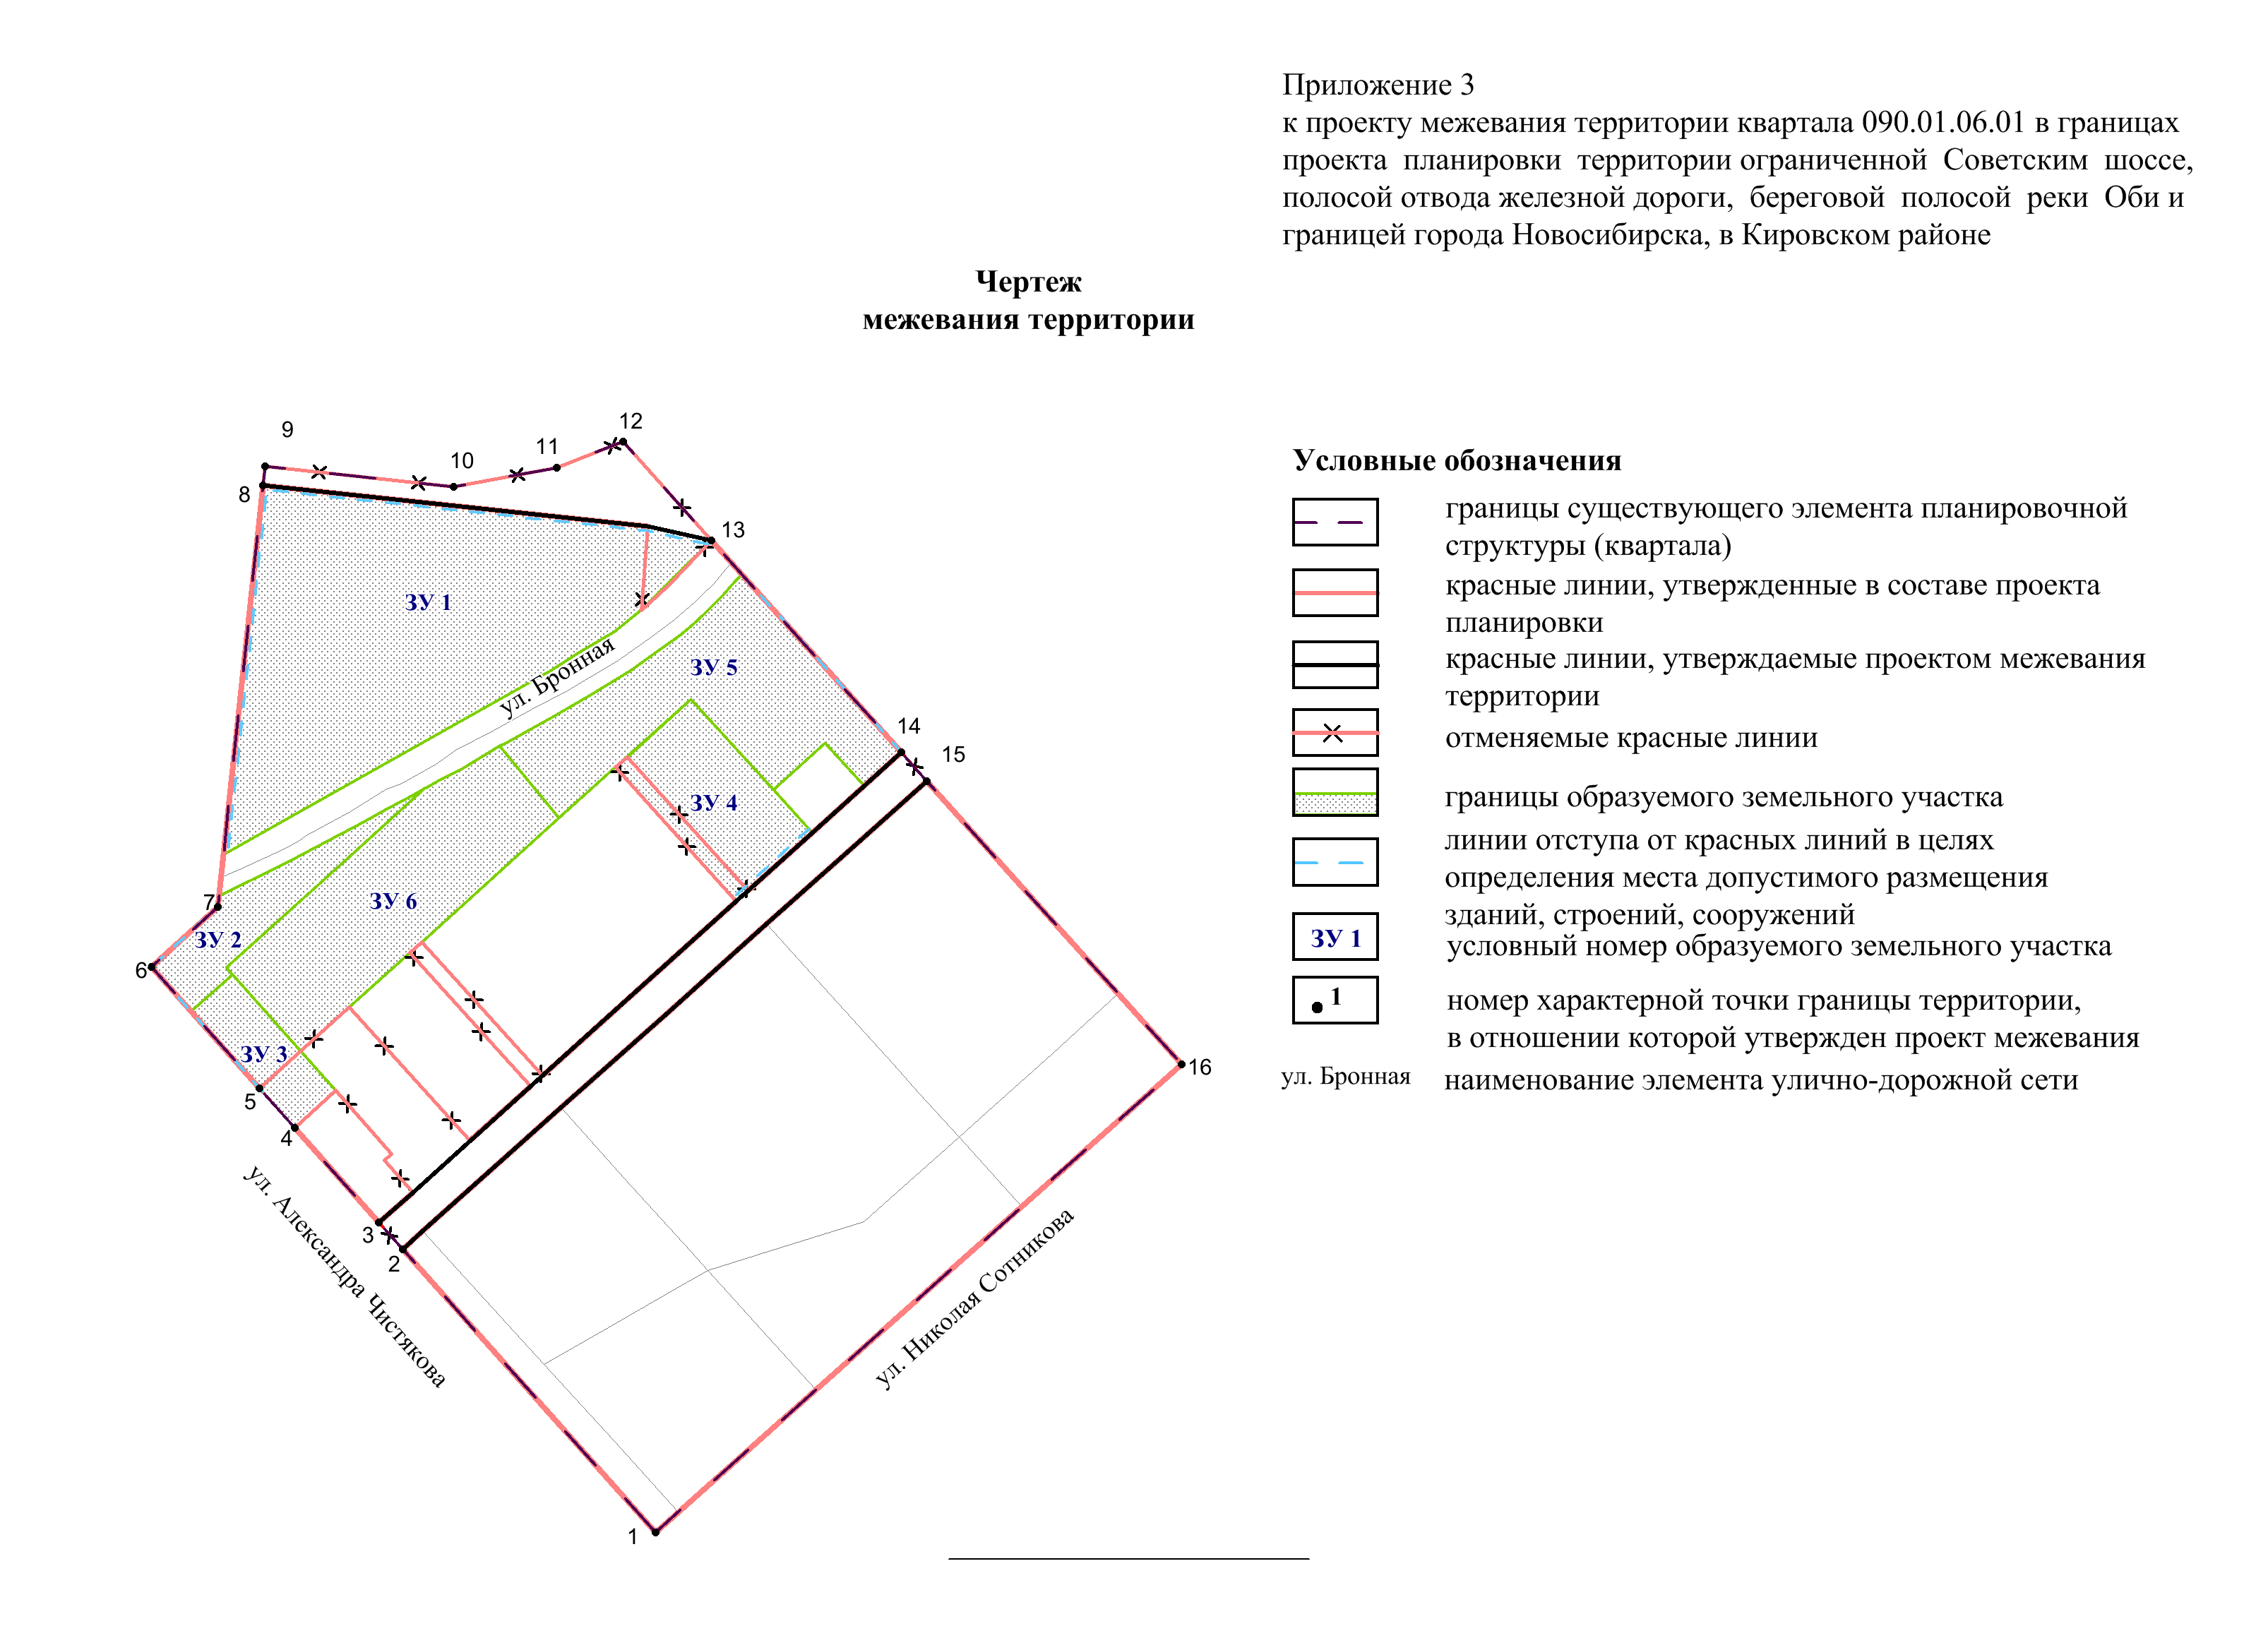 Приложение 3
к проекту межевания территории квартала 090.01.06.01 в границах
проекта планировки территории ограниченной Советским шоссе,
полосой отвода железной дороги, береговой полосой реки Оби и
границей города Новосибирска, в Кировском районе
Чертеж
межевания территории
12
9
11
10
8
13
ЗУ 1
ул. Бронная
ЗУ 5
14
15
ЗУ 4
7
ЗУ 6
ЗУ 2
6
ЗУ 3
16
5
4
3
2
ул. Александра Чистякова
ул. Николая Сотникова
1
Условные обозначения
границы существующего элемента планировочной
структуры (квартала)
красные линии, утвержденные в составе проекта
планировки
красные линии, утверждаемые проектом межевания
территории
отменяемые красные линии
границы образуемого земельного участка
линии отступа от красных линий в целях
определения места допустимого размещения
зданий, строений, сооружений
ЗУ 1 условный номер образуемого земельного участка
1 номер характерной точки границы территории,
в отношении которой утвержден проект межевания
ул. Бронная наименование элемента улично-дорожной сети